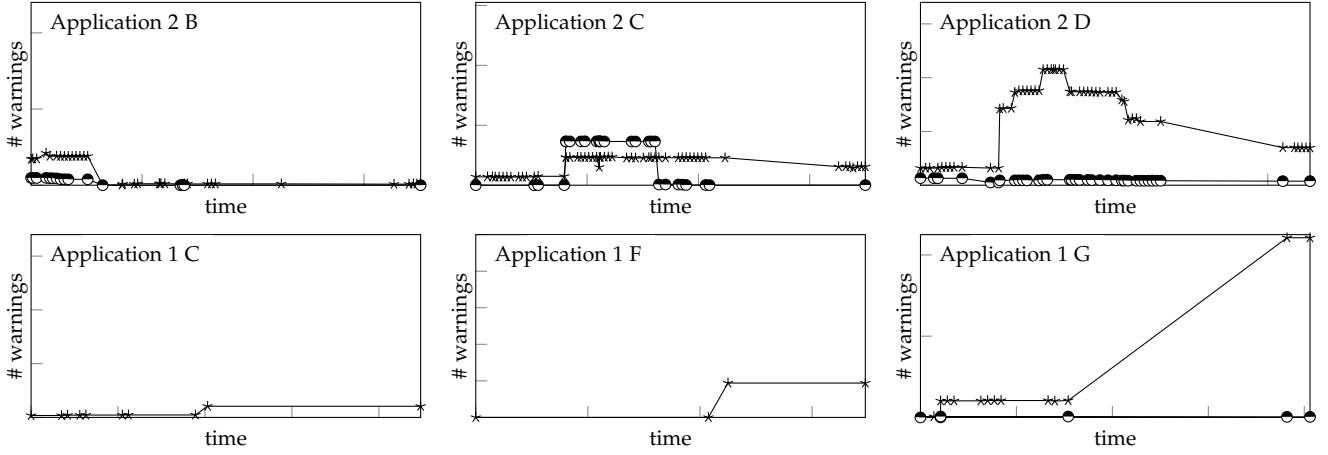 Application 2 B
# warnings
time
Application 2 C
# warnings
time
Application 2 D
# warnings
time
Application 1 C
# warnings
time
Application 1 F
# warnings
time
Application 1 G
# warnings
time